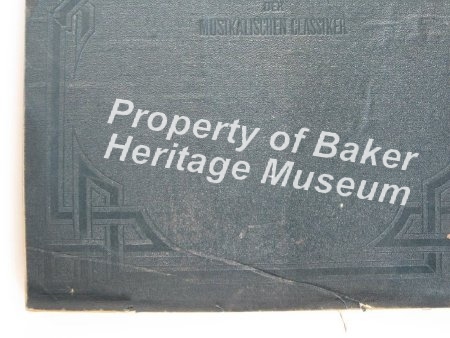 DER
MUSIKALISCHEN CLASSIKER
Property of Baker
Heritage Museum